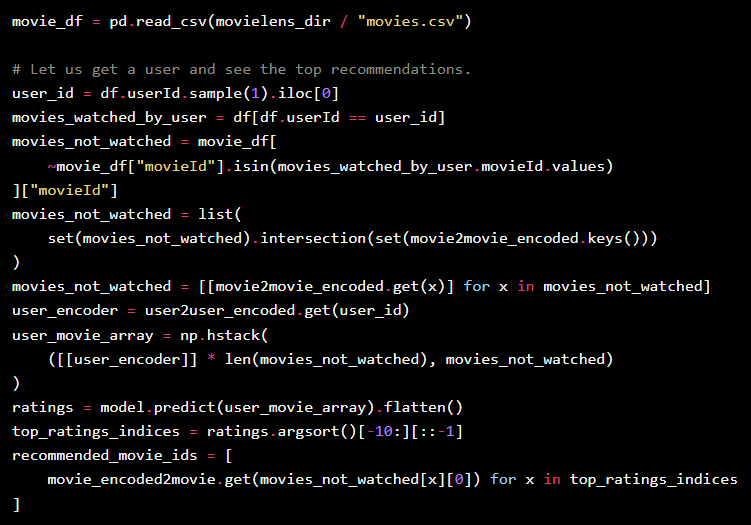 movie_df = pd.read_csv(movielens_dir / "movies.csv")
# Let us get a user and see the top recommendations.
user_id = df.userId.sample(1).iloc[0]
movies_watched_by_user = df[df.userId == user_id]
movies_not_watched = movie_df[
    ~movie_df["movieId"].isin(movies_watched_by_user.movieId.values)
]["movieId"]
movies_not_watched = list(
    set(movies_not_watched).intersection(set(movie2movie_encoded.keys()))
)
movies_not_watched = [[movie2movie_encoded.get(x)] for x in movies_not_watched]
user_encoder = user2user_encoded.get(user_id)
user_movie_array = np.hstack(
    ([[user_encoder]] * len(movies_not_watched), movies_not_watched)
)
ratings = model.predict(user_movie_array).flatten()
top_ratings_indices = ratings.argsort()[-10:][::-1]
recommended_movie_ids = [
    movie_encoded2movie.get(movies_not_watched[x][0]) for x in top_ratings_indices
]